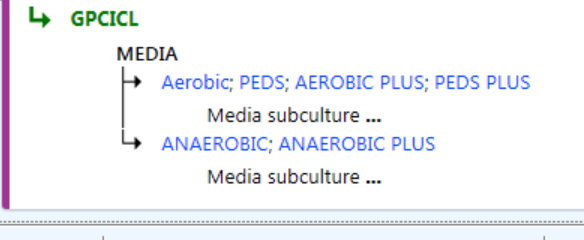 GPCICL
MEDIA
Aerobic; PEDS; AEROBIC PLUS; PEDS PLUS
Media subculture ...
ANAEROBIC; ANAEROBIC PLUS
Media subculture ...